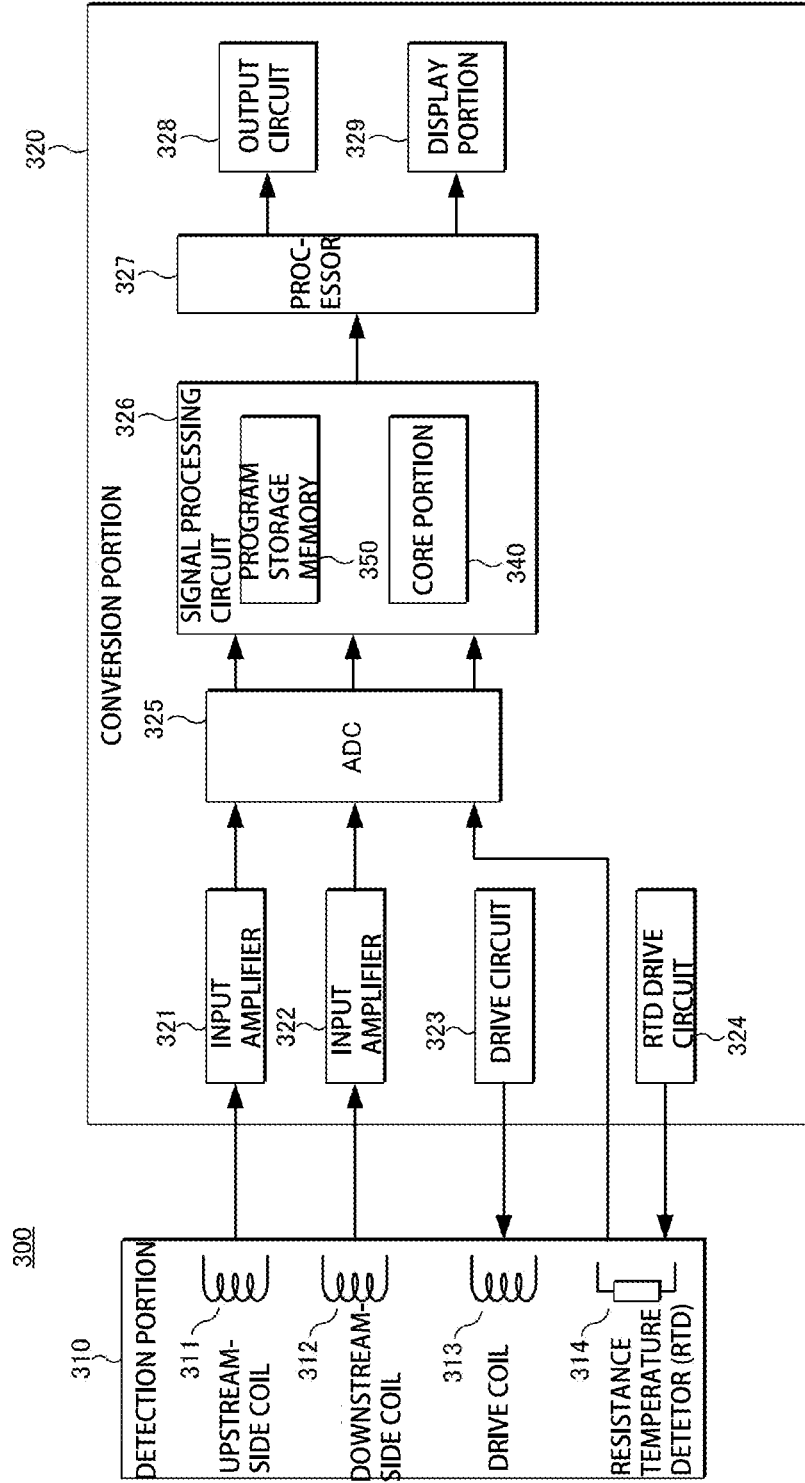 300
310
DETECTION PORTION
311
UPSTREAM-
SIDE COIL
312
DOWNSTREAM-
SIDE COIL
313
DRIVE COIL
314
RESISTANCE
TEMPERATURE
DETETOR (RTD)
320
CONVERSION PORTION
321
INPUT
AMPLIFIER
322
INPUT
AMPLIFIER
323
DRIVE CIRCUIT
RTD DRIVE
CIRCUIT
324
325
ADC
326
SIGNAL PROCESSING
CIRCUIT
PROGRAM
STORAGE
MEMORY
350
CORE PORTION
340
327
PROC-
ESSOR
328
OUTPUT
CIRCUIT
329
DISPLAY
PORTION